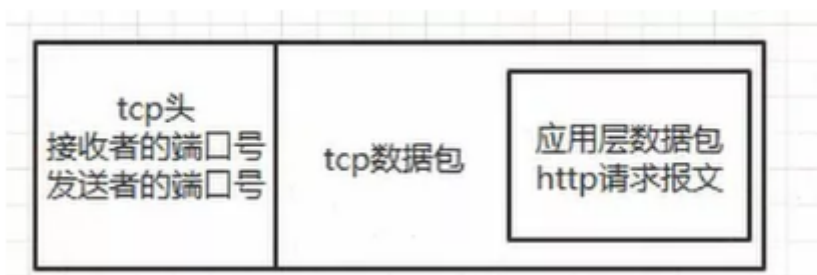 tcp头
接收者的端口号
发送者的端口号
tcp数据包
应用层数据包
http请求报文